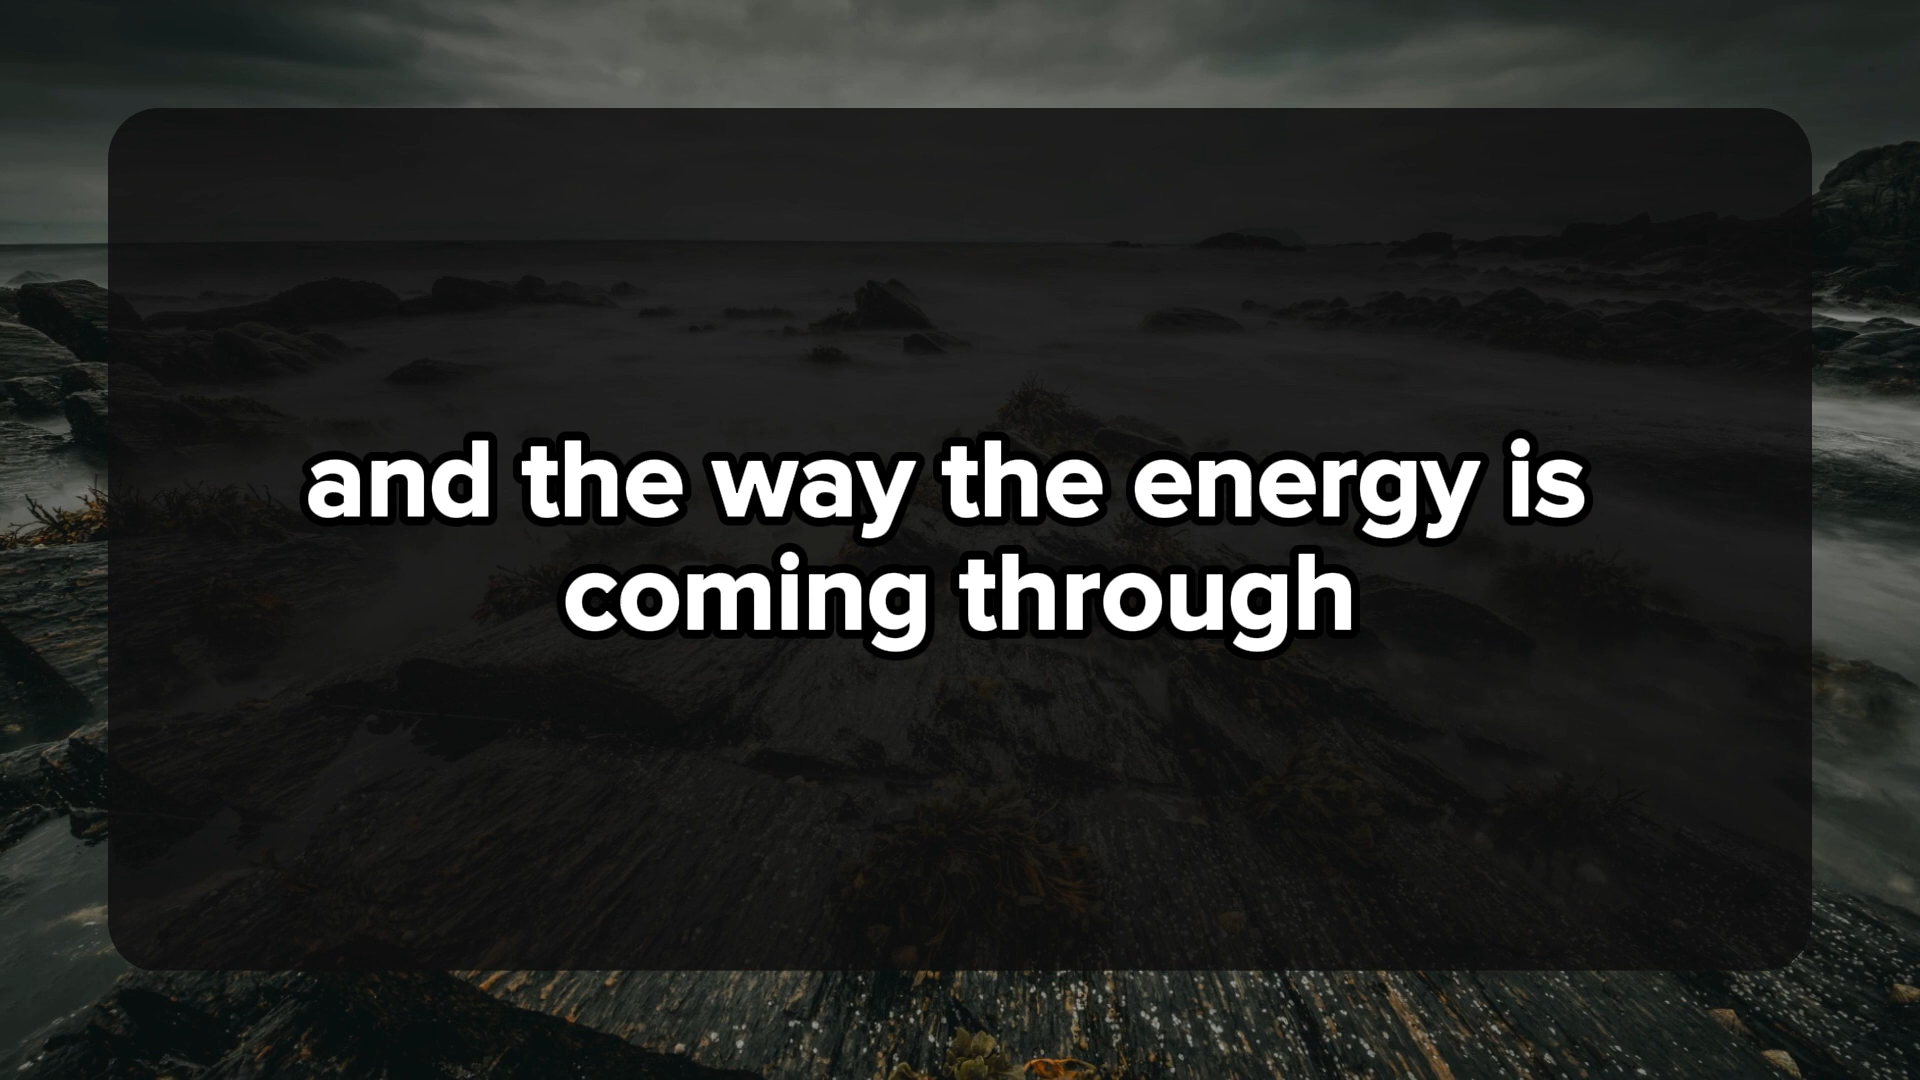 and the way the energy is
coming through